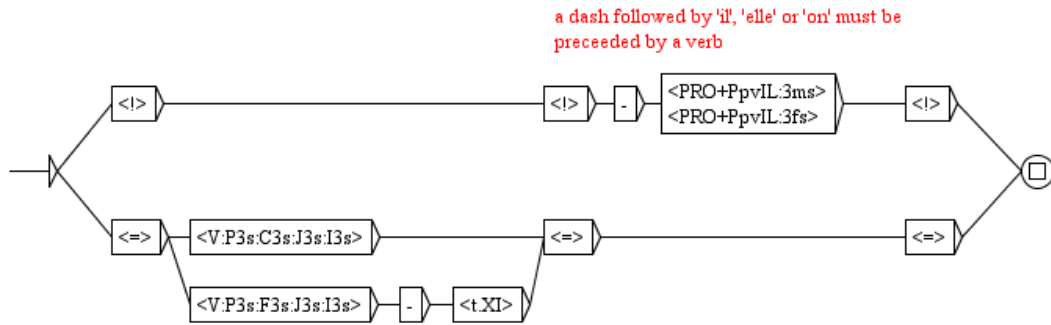 a dash followed by 'il', 'elle' or 'on' must be
preceeded by a verb
<!> <!> - <PRO+PpvIL:3ms>
<PRO+PpvIL:3fs> <!>
<=> <V:P3s:C3s:J3s:I3s> <=> <=>
<V:P3s:F3s:J3s:I3s> - <t.XI>